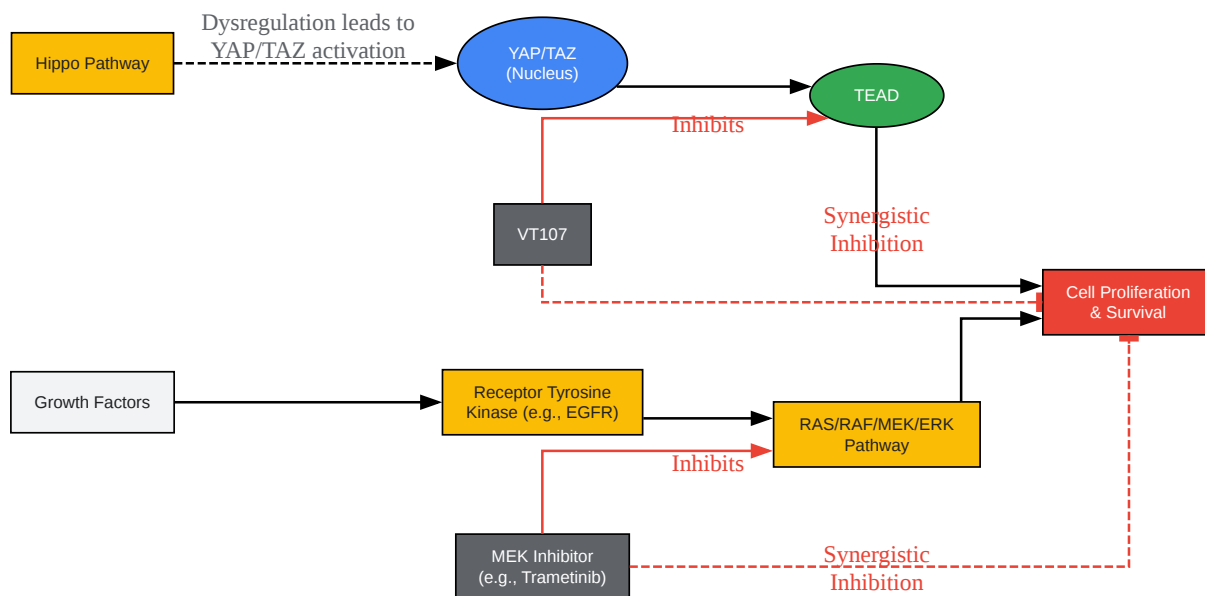 Dysregulation leads to
YAP/TAZ activation
Hippo Pathway
YAP/TAZ
(Nucleus)
TEAD
Inhibits
VT107
Synergistic
Inhibition
Cell Proliferation
& Survival
Growth Factors
Receptor Tyrosine
Kinase (e.g., EGFR)
RAS/RAF/MEK/ERK
Pathway
Inhibits
MEK Inhibitor
(e.g., Trametinib)
Synergistic
Inhibition